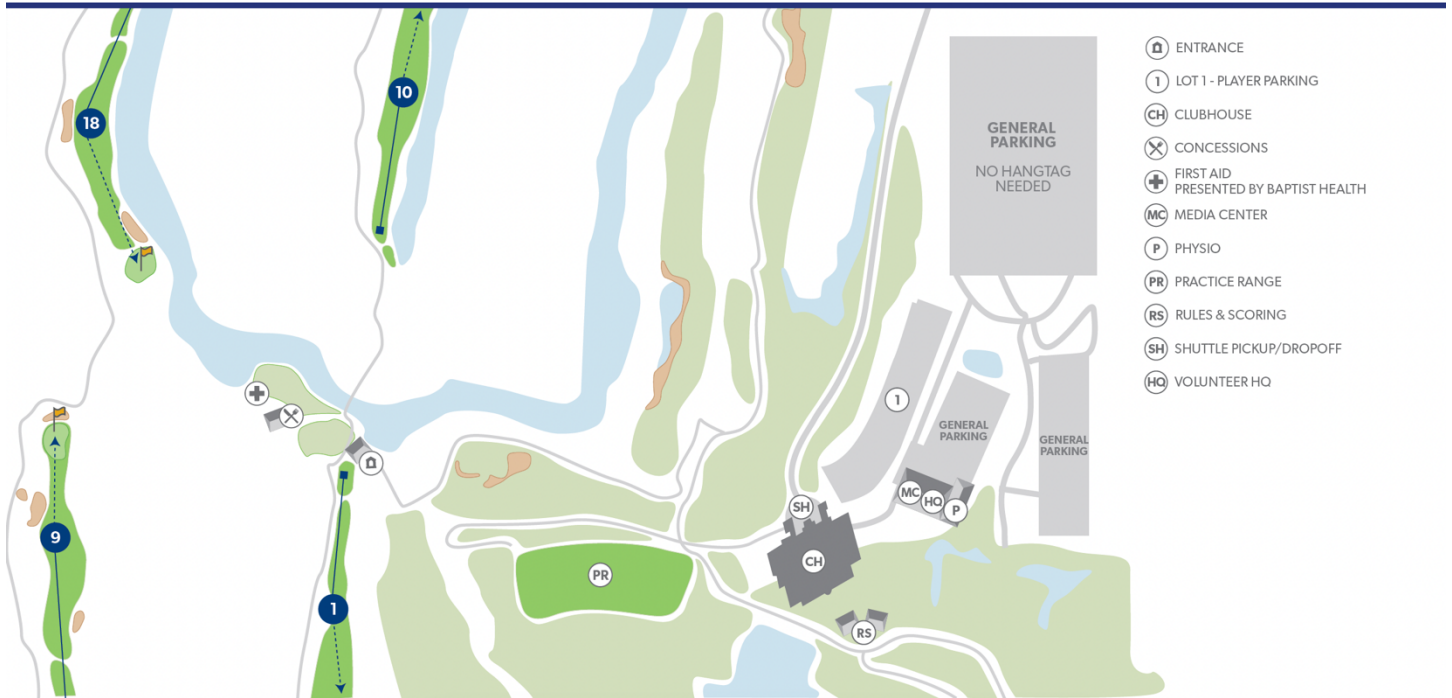 18
10
9
1
GENERAL
PARKING
NO HANGTAG
NEEDED
1
GENERAL
PARKING
GENERAL
PARKING
MC
HQ
P
SH
CH
PR
RS
ENTRANCE
1 LOT 1 - PLAYER PARKING
CH CLUBHOUSE
CONCESSIONS
FIRST AID
PRESENTED BY BAPTIST HEALTH
MC MEDIA CENTER
P PHYSIO
PR PRACTICE RANGE
RS RULES & SCORING
SH SHUTTLE PICKUP/DROPOFF
HQ VOLUNTEER HQ